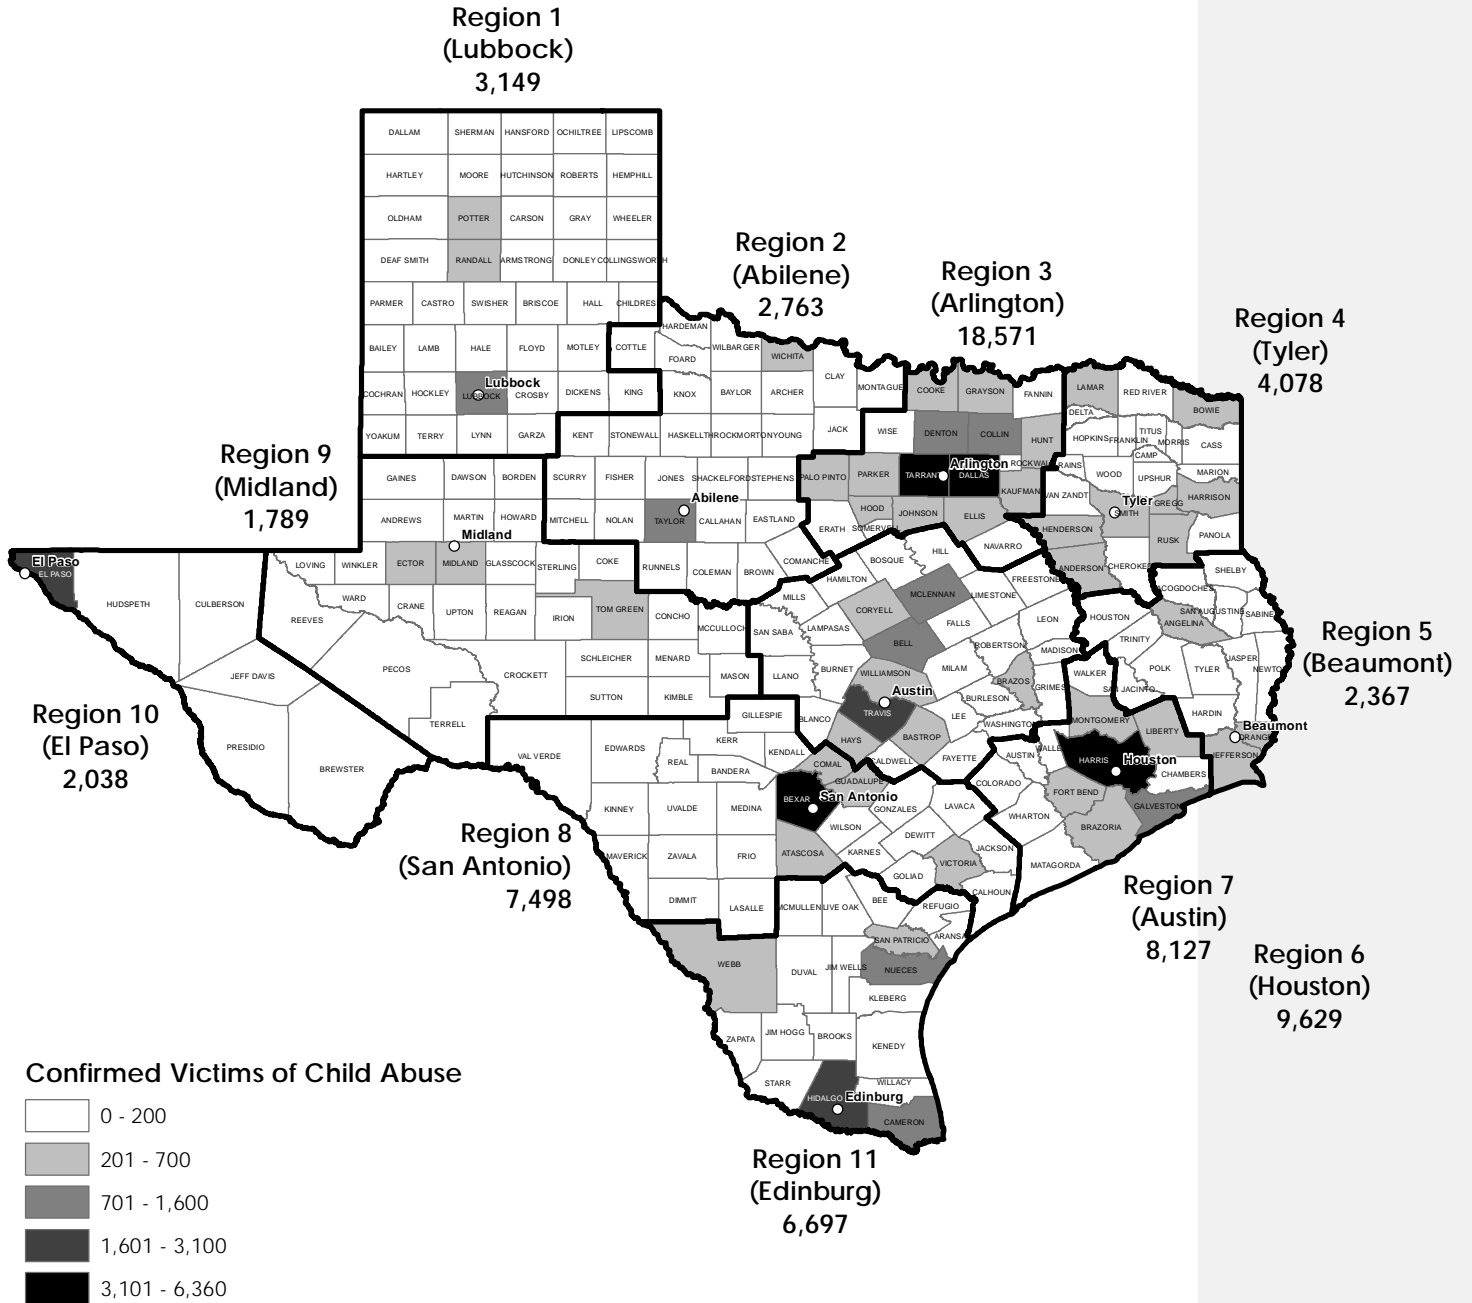 Region 1
(Lubbock)
3,149
DALLAM SHERMAN HANSFORD OCHILTREE LIPSCOMB
HARTLEY MOORE HUTCHINSON ROBERTS HEMPHILL
OLDHAM POTTER CARSON GRAY WHEELER
DEAF SMITH RANDALL ARMSTRONG DONLEY COLLINGSWORTH
PARMER CASTRO SWISHER BRISCOE HALL CHILDRES
BAILEY LAMB HALE FLOYD MOTLEY COTTLE
COCHRAN HOCKLEY LUBBOCK CROSBY DICKENS KING
Lubbock
YOAKUM TERRY LYNN GARZA
Region 2
(Abilene)
2,763
HARDEMAN
FOARD WILBARGER WICHITA
KNOX BAYLOR ARCHER CLAY MONTAGUE
KENT STONEWALL HASKELL THROCKMORTON YOUNG JACK
SCURRY FISHER JONES SHACKELFORD STEPHENS
MITCHELL NOLAN TAYLOR CALLAHAN EASTLAND
Abilene
RUNNELS COLEMAN BROWN COMANCHE
Region 3
(Arlington)
18,571
COOKE GRAYSON FANNIN
WISE DENTON COLLIN HUNT
PALO PINTO PARKER TARRANT DALLAS ROCKWAL
Arlington
KAUFMAN
HOOD JOHNSON ELLIS
ERATH SOMERVELL NAVARRO
Region 4
(Tyler)
4,078
LAMAR RED RIVER BOWIE
DELTA
HOPKINS FRANKLIN TITUS MORRIS CASS
CAMP
RAINS WOOD UPSHUR MARION
VAN ZANDT SMITH GREGG HARRISON
Tyler
HENDERSON RUSK PANOLA
ANDERSON CHEROKEE
Region 9
(Midland)
1,789
GAINES DAWSON BORDEN
ANDREWS MARTIN HOWARD
Midland
LOVING WINKLER ECTOR MIDLAND GLASSCOCK STERLING COKE
WARD CRANE UPTON REAGAN IRION TOM GREEN CONCHO
REEVES MCCULLOCH
PECOS CROCKETT SCHLEICHER MENARD
SUTTON KIMBLE MASON
TERRELL
El Paso
EL PASO
HUDSPETH CULBERSON
JEFF DAVIS
PRESIDIO BREWSTER
Region 10
(El Paso)
2,038
BOSQUE HILL
HAMILTON FREESTONE
MILLS CORYELL MCLENNAN LIMESTONE
SAN SABA LAMPASAS BELL FALLS LEON
ROBERTSON
MADISON
LLANO BURNET WILLIAMSON MILAM BRAZOS GRIMES
Austin
BURLESON
BLANCO TRAVIS LEE WASHINGTON
HAYS BASTROP
CALDWELL FAYETTE
SHELBY
ACOGDOCHES
HOUSTON ANGELINA SAN AUGUSTINE SABINE
TRINITY
POLK TYLER JASPER NEWTO
SAN JACINTO
HARDIN
Beaumont
ORANGE
JEFFERSON
Region 5
(Beaumont)
2,367
WALKER
MONTGOMERY LIBERTY
AUSTIN WALLE HARRIS
Houston
CHAMBERS
COLORADO FORT BEND GALVESTON
WHARTON BRAZORIA
MATAGORDA
GILLESPIE
VAL VERDE EDWARDS KERR KENDALL
REAL BANDERA COMAL
GUADALUPE
KINNEY UVALDE MEDINA BEXAR
San Antonio
GONZALES LAVACA
WILSON DEWITT
MAVERICK ZAVALA FRIO ATASCOSA KARNES JACKSON
VICTORIA
GOLIAD
DIMMIT LASALLE CALHOUN
Region 8
(San Antonio)
7,498
Region 7
(Austin)
8,127
Region 6
(Houston)
9,629
MCMULLEN LIVE OAK BEE REFUGIO
SAN PATRICIO ARANSA
WEBB DUVAL JIM WELLS NUECES
KLEBERG
ZAPATA JIM HOGG BROOKS KENEDY
STARR WILLACY
HIDALGO
Edinburg
CAMERON
Region 11
(Edinburg)
6,697
Confirmed Victims of Child Abuse
0 - 200
201 - 700
701 - 1,600
1,601 - 3,100
3,101 - 6,360